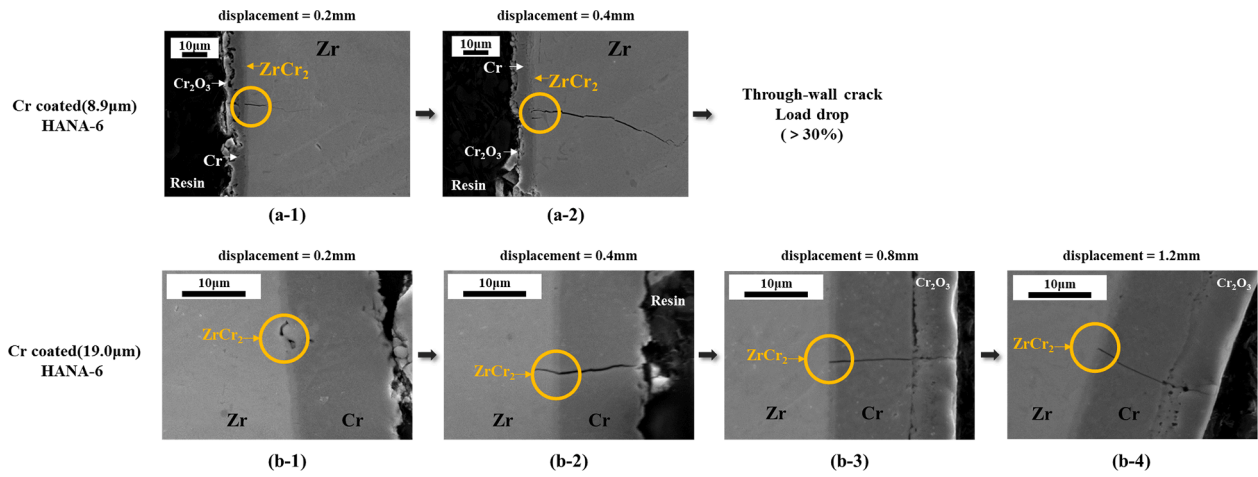 displacement = 0.2mm
displacement = 0.4mm
10μm
Zr
ZrCr₂
Cr₂O₃
Cr
Resin
10μm
Zr
Cr
ZrCr₂
Cr₂O₃
Resin
Cr coated(8.9μm)
HANA-6
Through-wall crack
Load drop
( > 30%)
(a-1)
(a-2)
displacement = 0.2mm
displacement = 0.4mm
displacement = 0.8mm
displacement = 1.2mm
10μm
ZrCr₂
Zr
Cr
10μm
Resin
ZrCr₂
Zr
Cr
10μm
Cr₂O₃
ZrCr₂
Zr
Cr
10μm
Cr₂O₃
ZrCr₂
Zr
Cr
Cr coated(19.0μm)
HANA-6
(b-1)
(b-2)
(b-3)
(b-4)